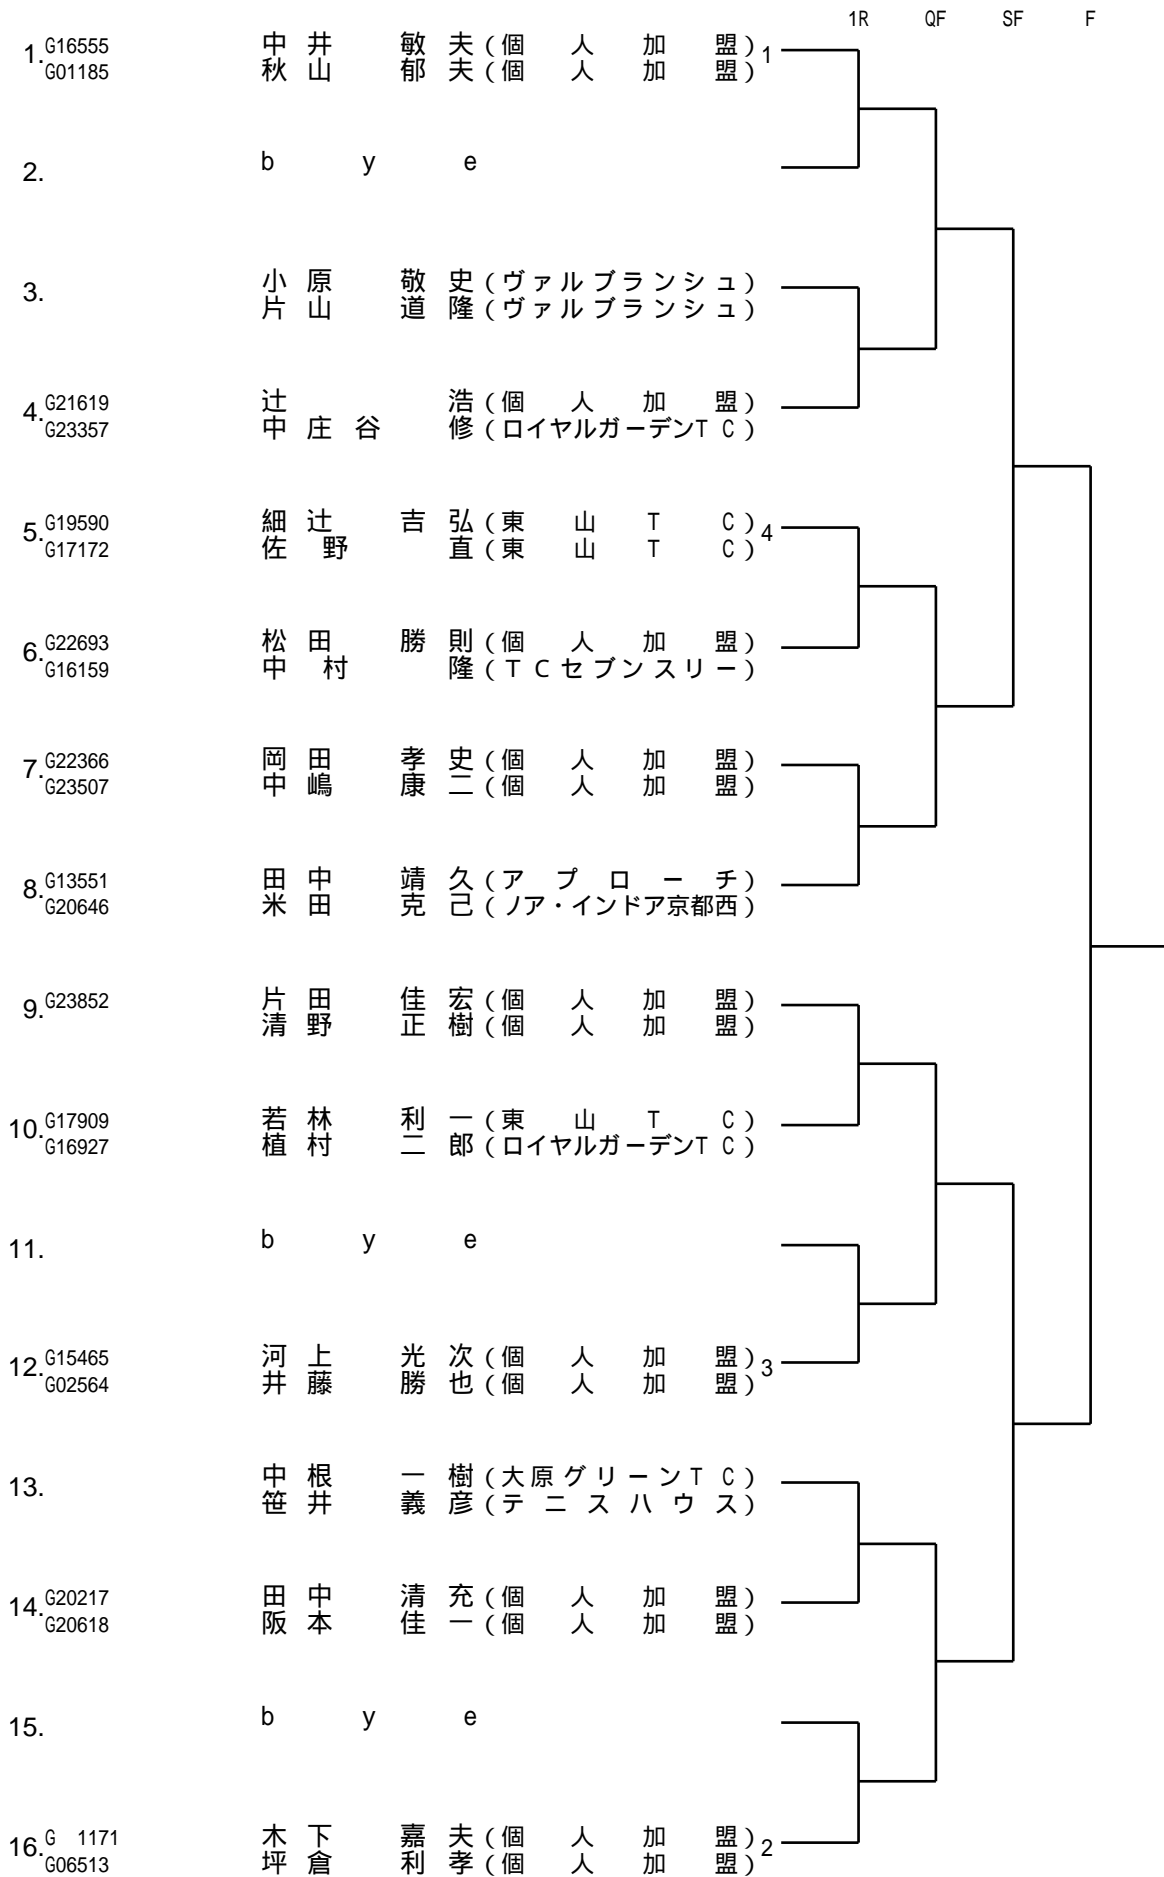 1R QF SF F
1. G16555 中井 敏夫(個人加盟) 1
G01185 秋山 郁夫(個人加盟)
2. bye
3. 小原 敬史(ヴァルブランシュ)
片山 道隆(ヴァルブランシュ)
4. G21619 辻 浩(個人加盟)
G23357 中庄谷 修(ロイヤルガーデンTC)
5. G19590 細辻 吉弘(東山TC) 4
G17172 佐野 直(東山TC)
6. G22693 松田 勝則(個人加盟)
G16159 中村 隆(TCセブンスリー)
7. G22366 岡田 孝史(個人加盟)
G23507 中嶋 康二(個人加盟)
8. G13551 田中 靖久(アプローチ)
G20646 米田 克己(ノア・インドア京都西)
9. G23852 片田 佳宏(個人加盟)
清野 正樹(個人加盟)
10. G17909 若林 利一(東山TC)
G16927 植村 二郎(ロイヤルガーデンTC)
11. bye
12. G15465 河上 光次(個人加盟) 3
G02564 井藤 勝也(個人加盟)
13. 中根 一樹(大原グリーンTC)
笹井 義彦(テニスハウス)
14. G20217 田中 清充(個人加盟)
G20618 阪本 佳一(個人加盟)
15. bye
16. G 1171 木下 嘉夫(個人加盟) 2
G06513 坪倉 利孝(個人加盟)